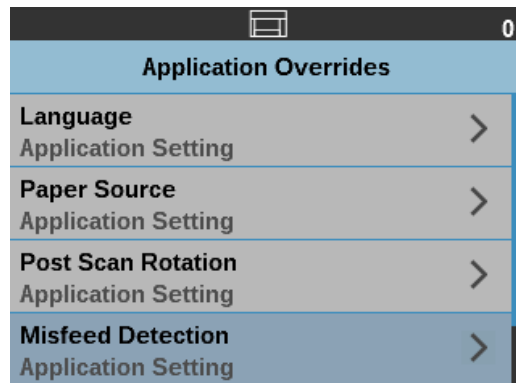 0
Application Overrides
Language
Application Setting
Paper Source
Application Setting
Post Scan Rotation
Application Setting
Misfeed Detection
Application Setting